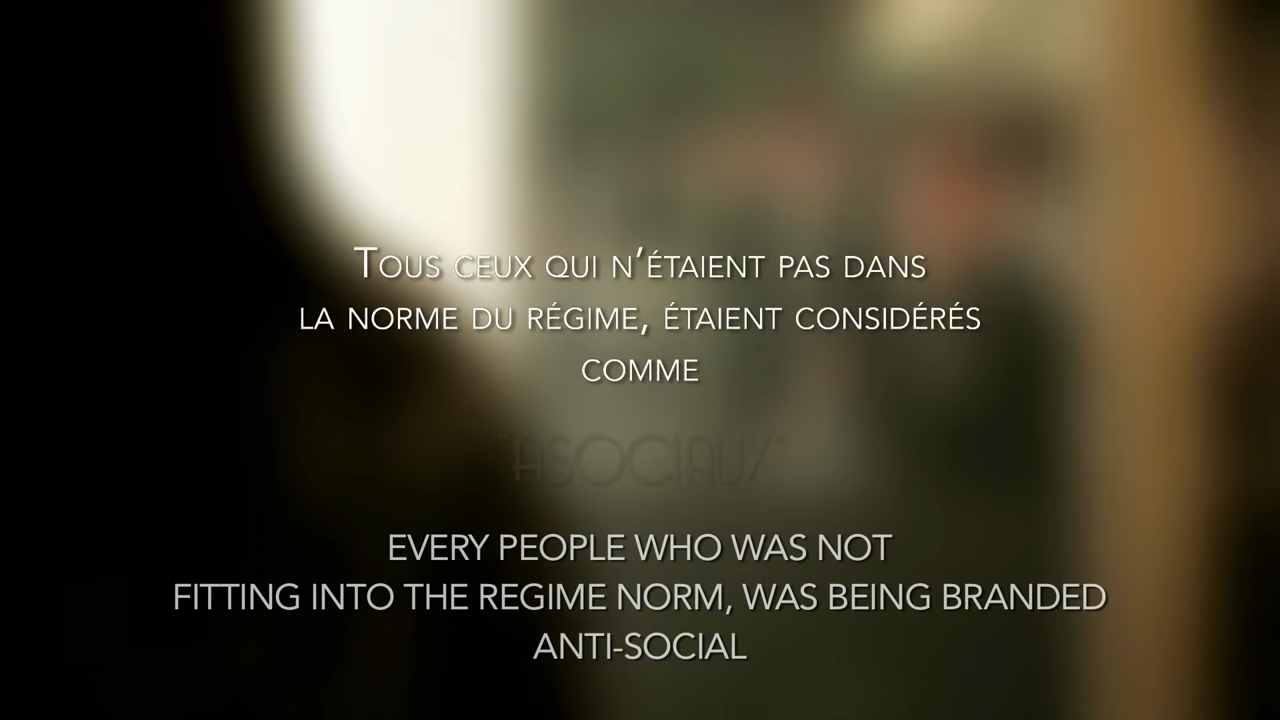 Tous ceux qui n’étaient pas dans
la norme du régime, étaient considérés
comme
"ASOCIAUX"
EVERY PEOPLE WHO WAS NOT
FITTING INTO THE REGIME NORM, WAS BEING BRANDED
ANTI-SOCIAL